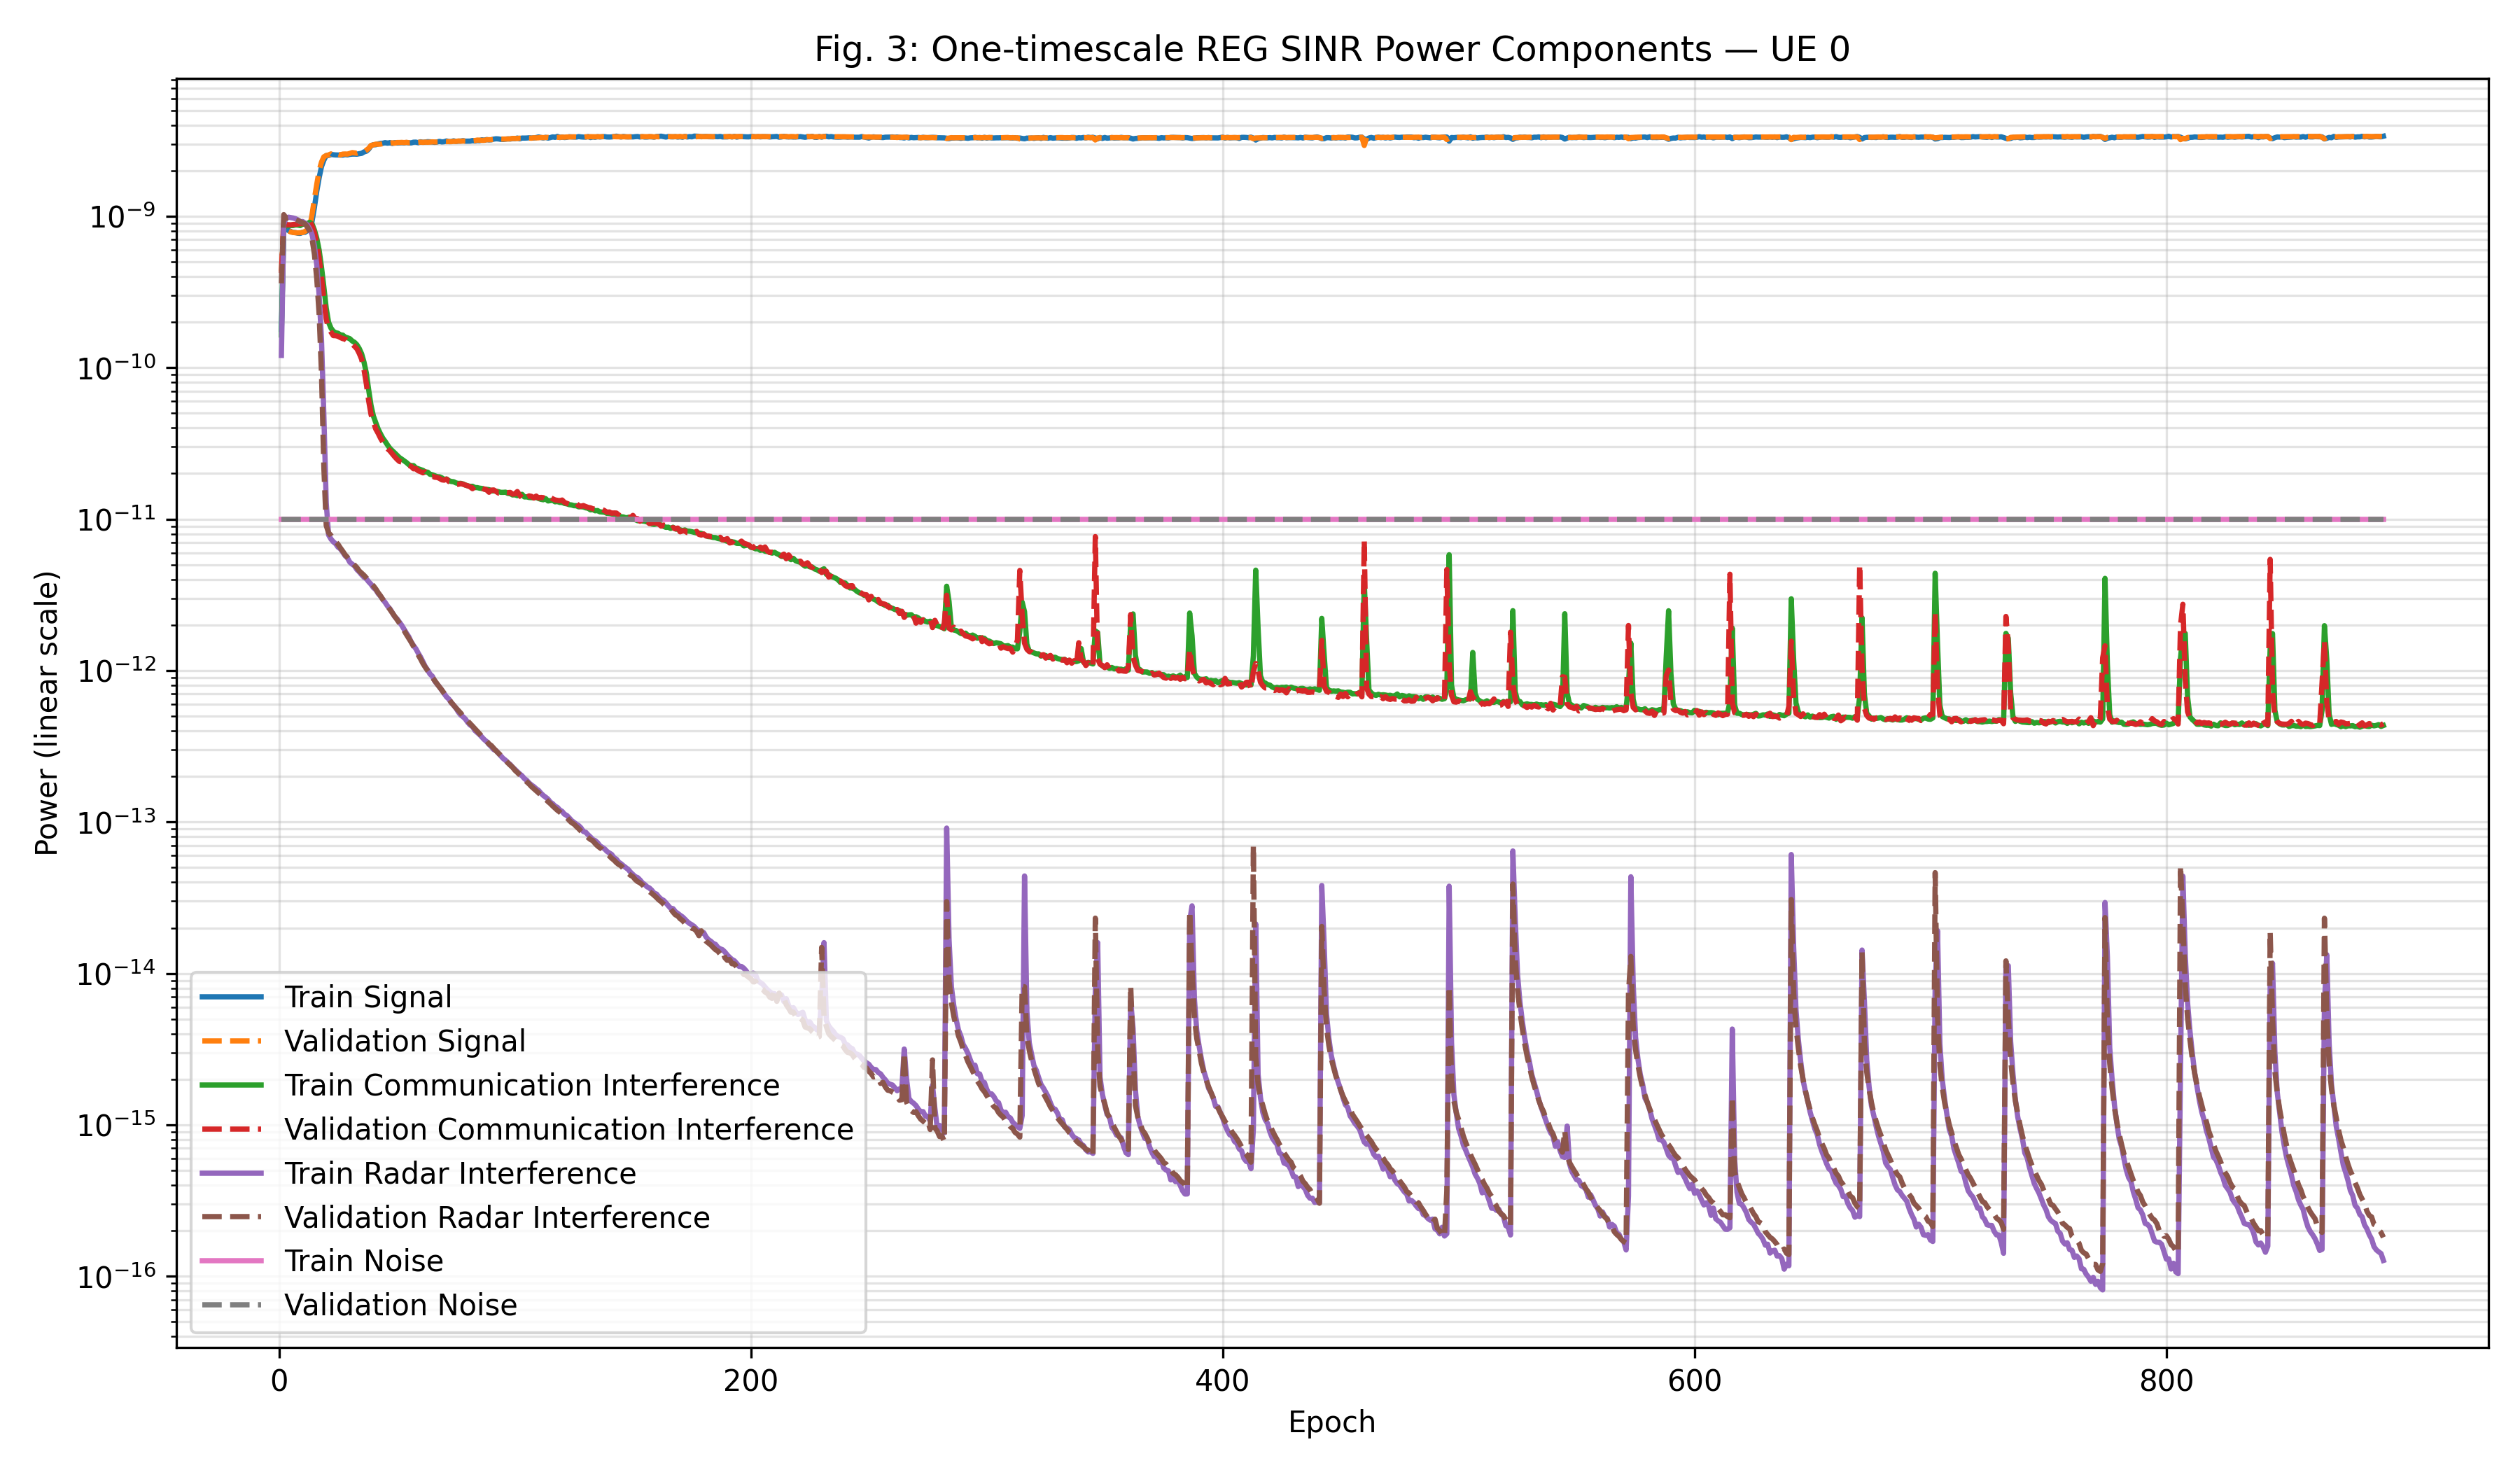 Fig. 3: One-timescale REG SINR Power Components — UE 0
Power (linear scale)
10⁻⁹
10⁻¹⁰
10⁻¹¹
10⁻¹²
10⁻¹³
10⁻¹⁴
10⁻¹⁵
10⁻¹⁶
Train Signal
Validation Signal
Train Communication Interference
Validation Communication Interference
Train Radar Interference
Validation Radar Interference
Train Noise
Validation Noise
0 200 400 600 800
Epoch